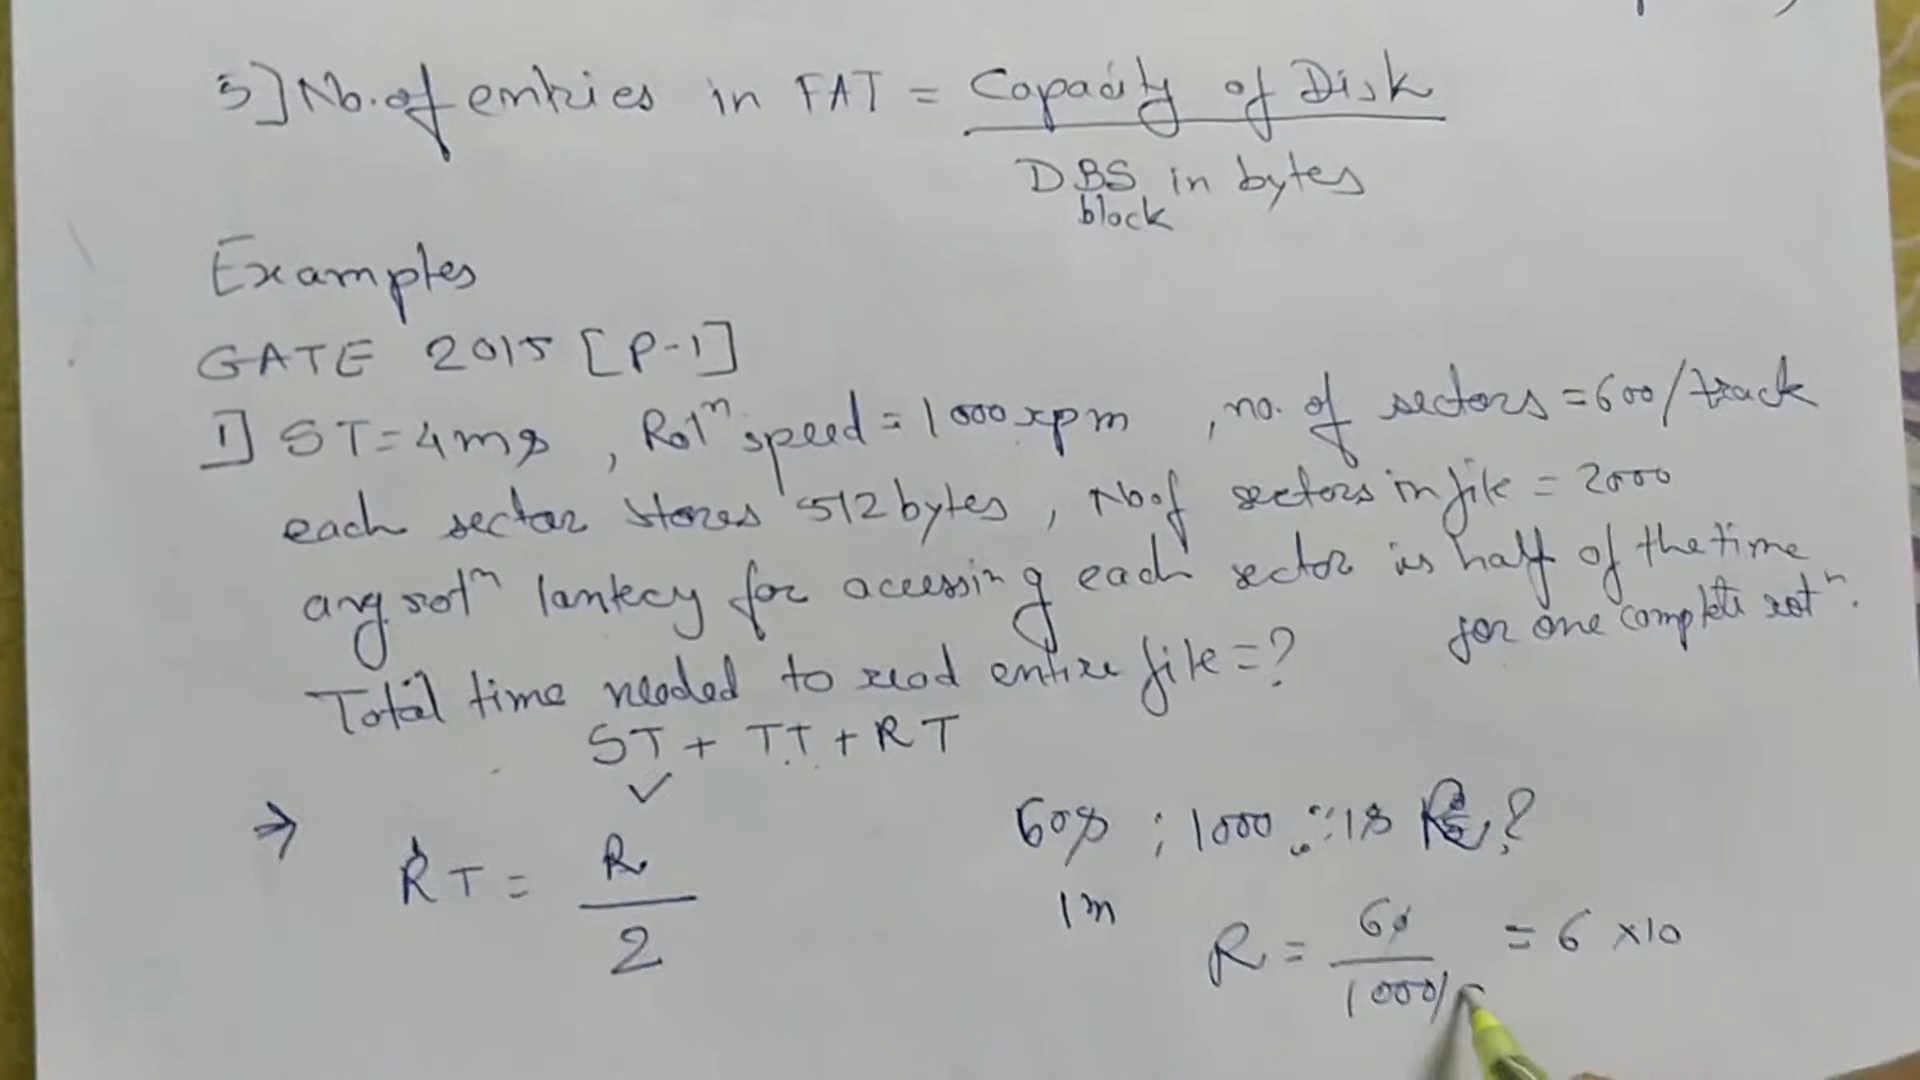 5] No. of entries in FAT = Capacity of Disk
DBS in bytes
block
Examples
GATE 2015 [P-1]
1] ST=4ms, Rotn speed = 1000 rpm, no. of sectors = 600/track
each sector stores 512 bytes, No of sectors in file = 2000
avg rotn lantecy for acessing each sector is half of the time
for one complete rotn.
Total time needed to read entire file = ?
ST + TT + RT
✓
⇒ RT = R
2
60s : 1000 :: 1s ?
1m
R = 60 = 6 × 10
1000